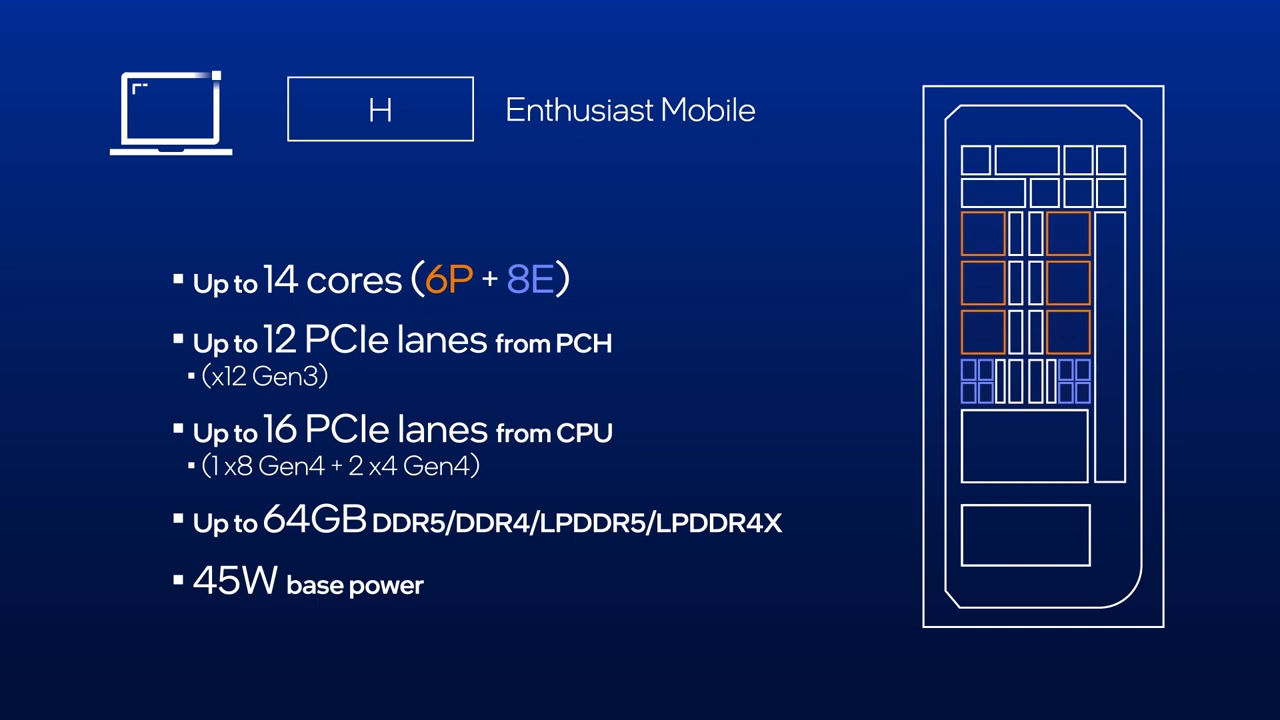 H
Enthusiast Mobile
▪ Up to 14 cores (6P + 8E)
▪ Up to 12 PCIe lanes from PCH
▪ (x12 Gen3)
▪ Up to 16 PCIe lanes from CPU
▪ (1 x8 Gen4 + 2 x4 Gen4)
▪ Up to 64GB DDR5/DDR4/LPDDR5/LPDDR4X
▪ 45W base power